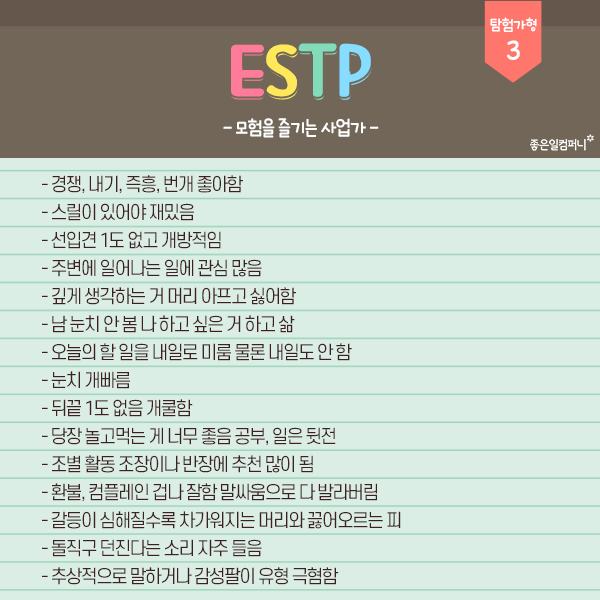 탐험가형
3
ESTP
- 모험을 즐기는 사업가 -
좋은일컴퍼니
- 경쟁, 내기, 즉흥, 번개 좋아함
- 스릴이 있어야 재밌음
- 선입견 1도 없고 개방적임
- 주변에 일어나는 일에 관심 많음
- 깊게 생각하는 거 머리 아프고 싫어함
- 남 눈치 안 봄 나 하고 싶은 거 하고 삶
- 오늘의 할 일을 내일로 미룸 물론 내일도 안 함
- 눈치 개빠름
- 뒤끝 1도 없음 개쿨함
- 당장 놀고먹는 게 너무 좋음 공부, 일은 뒷전
- 조별 활동 조장이나 반장에 추천 많이 됨
- 환불, 컴플레인 겁나 잘함 말싸움으로 다 발라버림
- 갈등이 심해질수록 차가워지는 머리와 끓어오르는 피
- 돌직구 던진다는 소리 자주 들음
- 추상적으로 말하거나 감성팔이 유형 극혐함